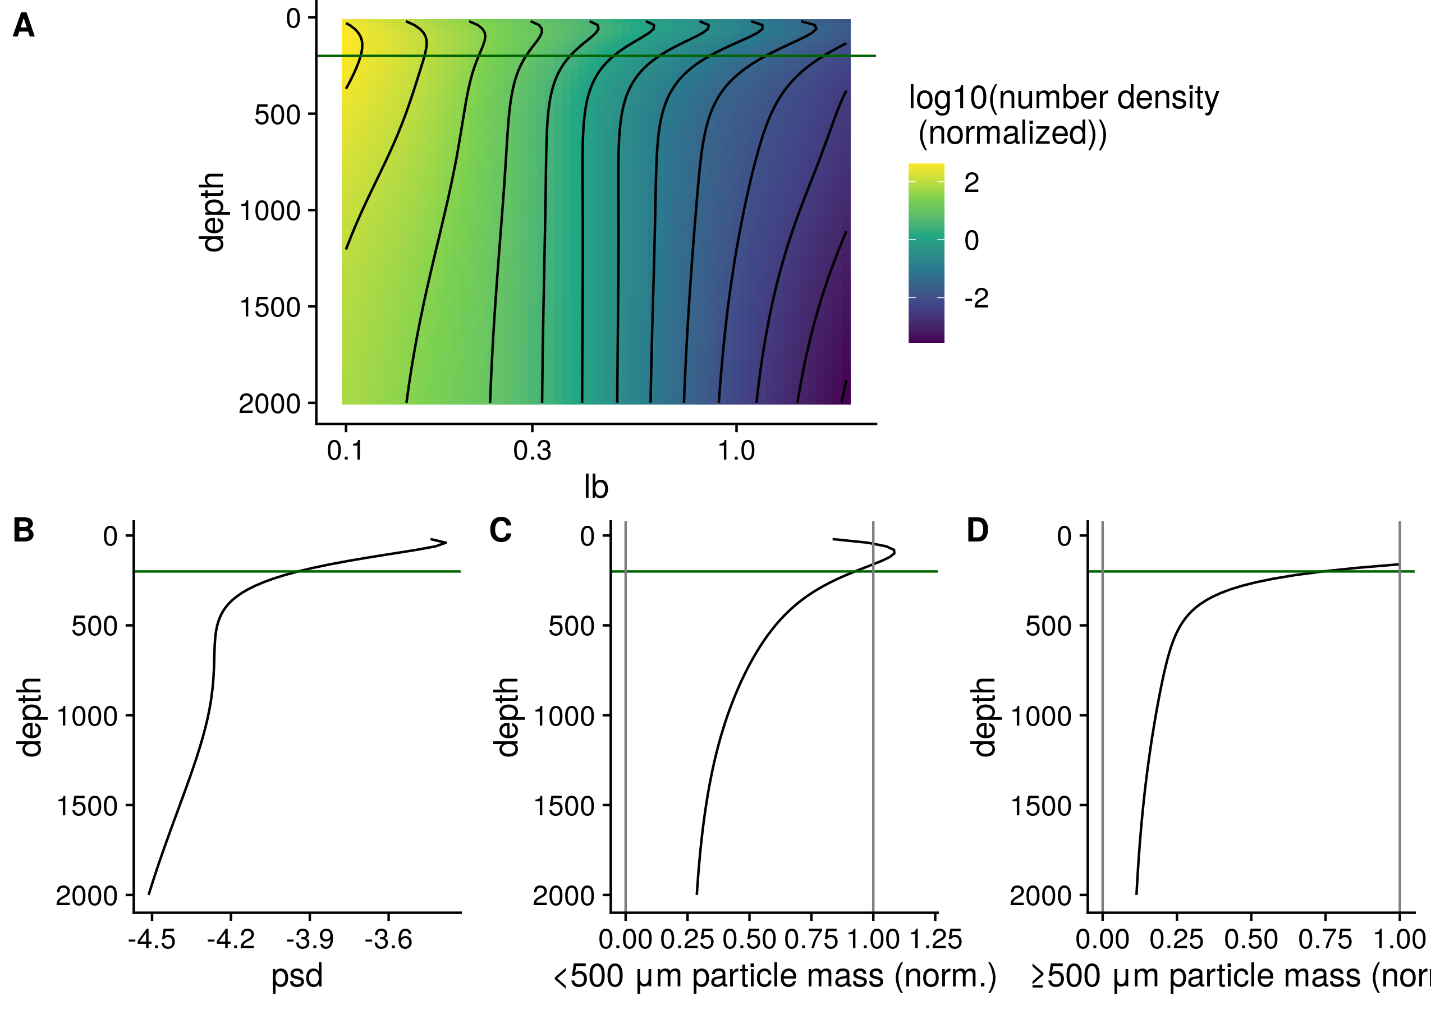 A
0
500
1000
1500
2000
depth
0.1
0.3
1.0
lb
log10(number density
(normalized))
2
0
-2
B
0
500
1000
1500
2000
depth
-4.5
-4.2
-3.9
-3.6
psd
C
0
500
1000
1500
2000
depth
0.00
0.25
0.50
0.75
1.00
1.25
<500 µm particle mass (norm.)
D
0
500
1000
1500
2000
depth
0.00
0.25
0.50
0.75
1.00
≥500 µm particle mass (nor